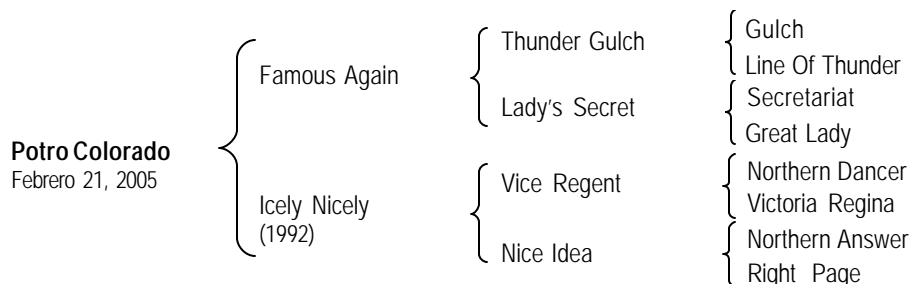 Gulch
Thunder Gulch
Line Of Thunder
Famous Again
Secretariat
Lady's Secret
Great Lady
Potro Colorado
Febrero 21, 2005
Northern Dancer
Vice Regent
Victoria Regina
Icely Nicely
(1992)
Northern Answer
Nice Idea
Right Page